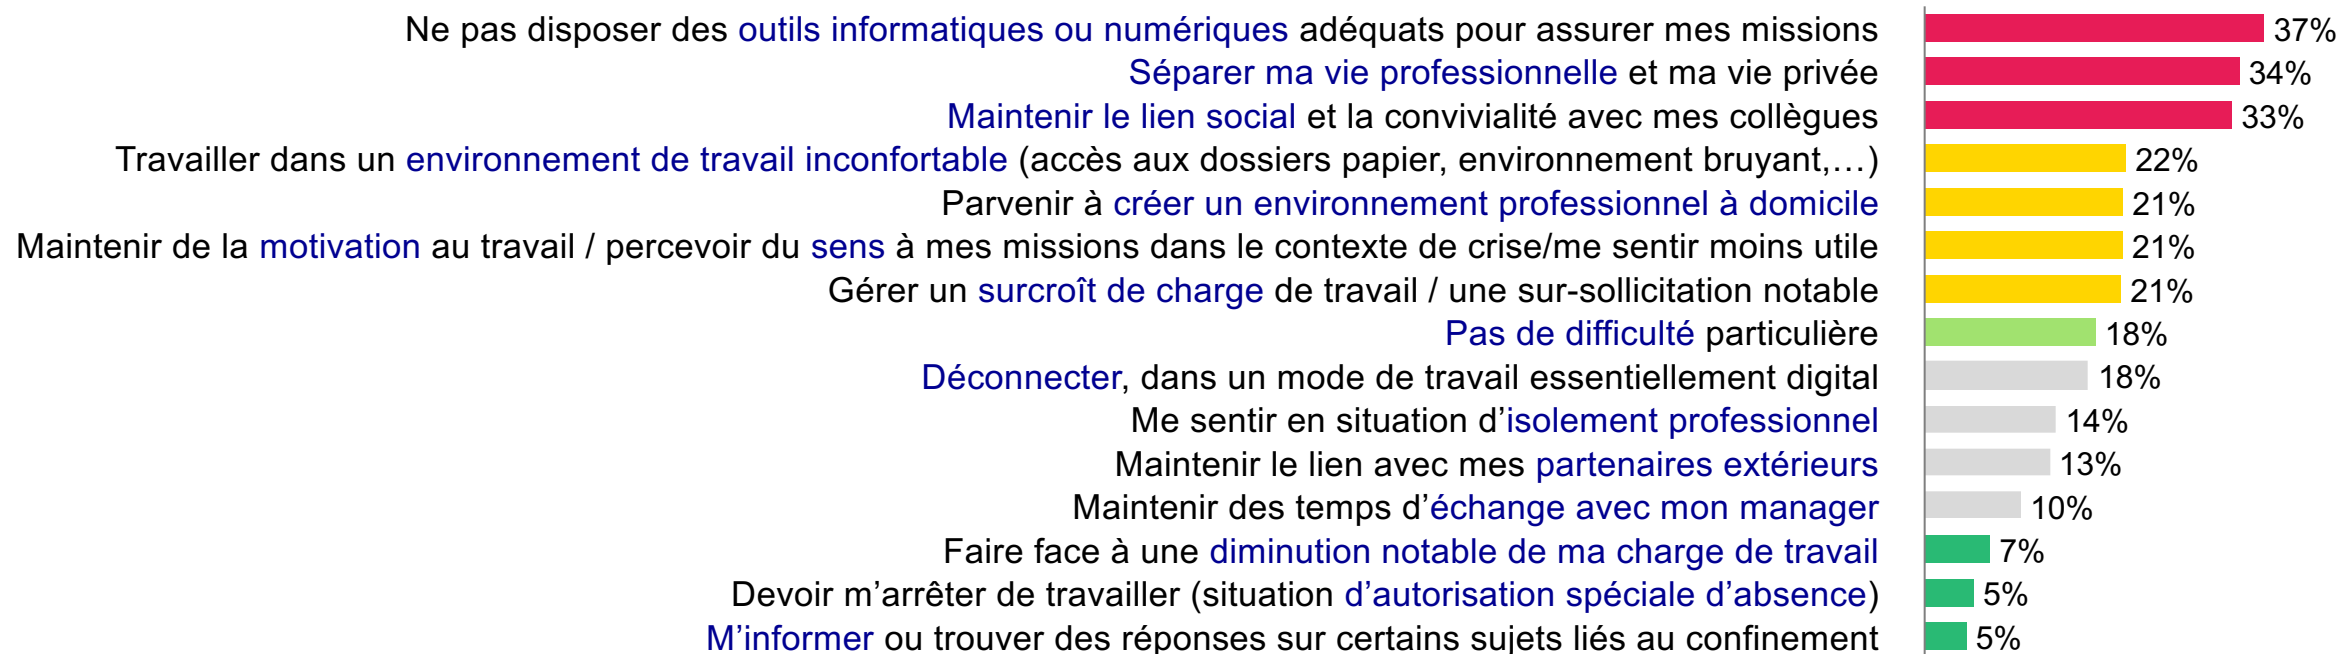 Ne pas disposer des outils informatiques ou numériques adéquats pour assurer mes missions 37%
Séparer ma vie professionnelle et ma vie privée 34%
Maintenir le lien social et la convivialité avec mes collègues 33%
Travailler dans un environnement de travail inconfortable (accès aux dossiers papier, environnement bruyant,…) 22%
Parvenir à créer un environnement professionnel à domicile 21%
Maintenir de la motivation au travail / percevoir du sens à mes missions dans le contexte de crise/me sentir moins utile 21%
Gérer un surcroît de charge de travail / une sur-sollicitation notable 21%
Pas de difficulté particulière 18%
Déconnecter, dans un mode de travail essentiellement digital 18%
Me sentir en situation d’isolement professionnel 14%
Maintenir le lien avec mes partenaires extérieurs 13%
Maintenir des temps d’échange avec mon manager 10%
Faire face à une diminution notable de ma charge de travail 7%
Devoir m’arrêter de travailler (situation d’autorisation spéciale d’absence) 5%
M’informer ou trouver des réponses sur certains sujets liés au confinement 5%